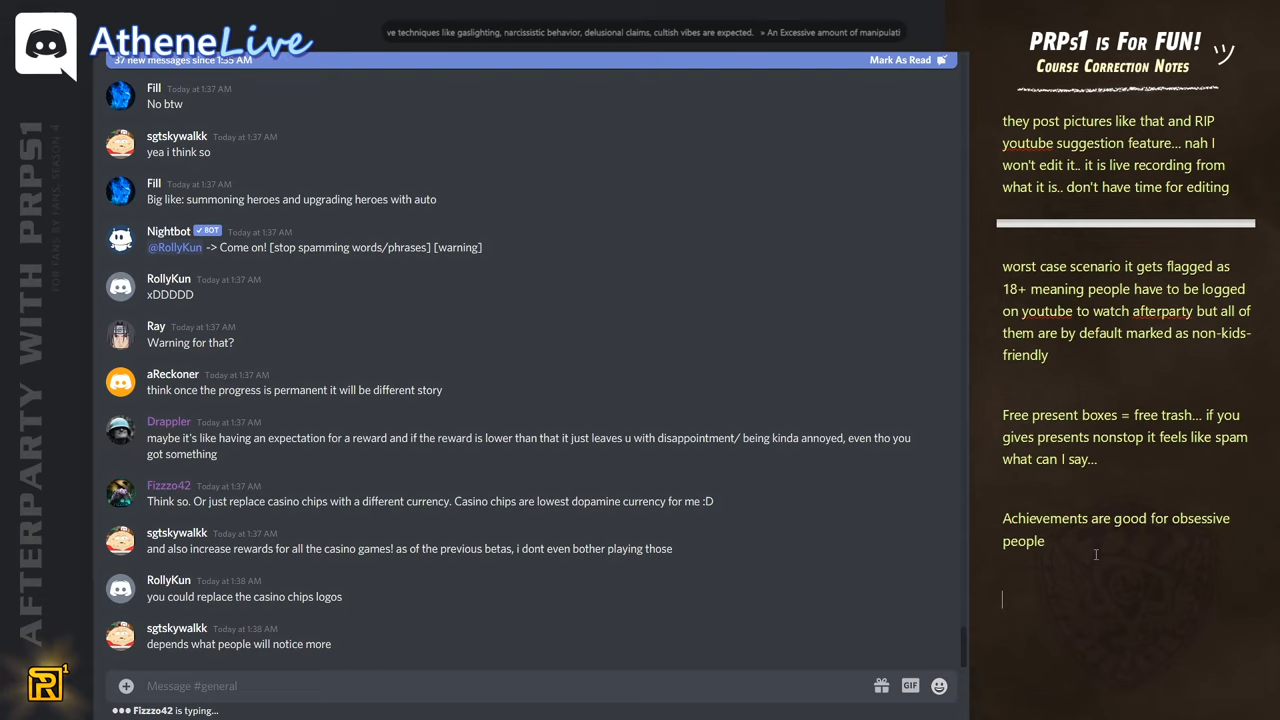 AtheneLive
ve techniques like gaslighting, narcissistic behavior, delusional claims, cultish vibes are expected.  » An Excessive amount of manipulati
37 new messages since 1:35 AM
Mark As Read
Fill Today at 1:37 AM
No btw
sgtskywalkk Today at 1:37 AM
yea i think so
Fill Today at 1:37 AM
Big like: summoning heroes and upgrading heroes with auto
Nightbot ✓ BOT Today at 1:37 AM
@RollyKun -> Come on! [stop spamming words/phrases] [warning]
RollyKun Today at 1:37 AM
xDDDDD
Ray Today at 1:37 AM
Warning for that?
aReckoner Today at 1:37 AM
think once the progress is permanent it will be different story
Drappler Today at 1:37 AM
maybe it's like having an expectation for a reward and if the reward is lower than that it just leaves u with disappointment/ being kinda annoyed, even tho you
got something
Fizzzo42 Today at 1:37 AM
Think so. Or just replace casino chips with a different currency. Casino chips are lowest dopamine currency for me :D
sgtskywalkk Today at 1:37 AM
and also increase rewards for all the casino games! as of the previous betas, i dont even bother playing those
RollyKun Today at 1:38 AM
you could replace the casino chips logos
sgtskywalkk Today at 1:38 AM
depends what people will notice more
Message #general
GIF
Fizzzo42 is typing...
AFTERPARTY WITH PRPS1
FOR FANS BY FANS, SEASON 4
R1
PRPs1 is For FUN! ツ
Course Correction Notes
they post pictures like that and RIP
youtube suggestion feature... nah I
won't edit it.. it is live recording from
what it is.. don't have time for editing
worst case scenario it gets flagged as
18+ meaning people have to be logged
on youtube to watch afterparty but all of
them are by default marked as non-kids-
friendly
Free present boxes = free trash... if you
gives presents nonstop it feels like spam
what can I say...
Achievements are good for obsessive
people